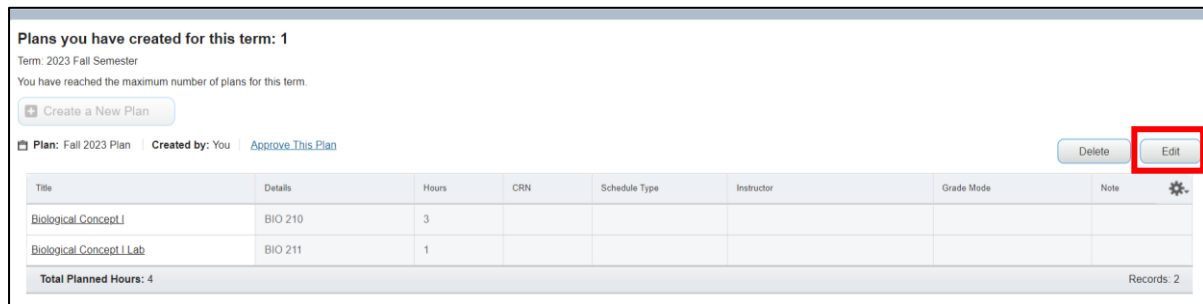 Plans you have created for this term: 1
Term: 2023 Fall Semester
You have reached the maximum number of plans for this term.
Create a New Plan
Plan: Fall 2023 Plan Created by: You Approve This Plan Delete Edit
Title Details Hours CRN Schedule Type Instructor Grade Mode Note
Biological Concept I BIO 210 3
Biological Concept I Lab BIO 211 1
Total Planned Hours: 4 Records: 2